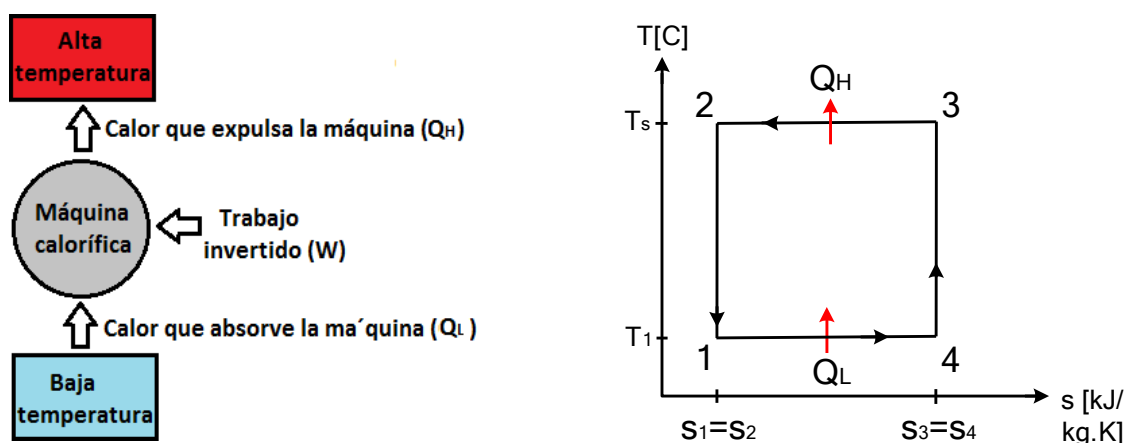 Alta
temperatura
Calor que expulsa la máquina (QH)
Máquina
calorífica
Trabajo
invertido (W)
Calor que absorve la ma´quina (QL)
Baja
temperatura
T[C]
QH
2
3
Ts
T1
1
QL
4
s1=s2
s3=s4
s [kJ/
kg.K]